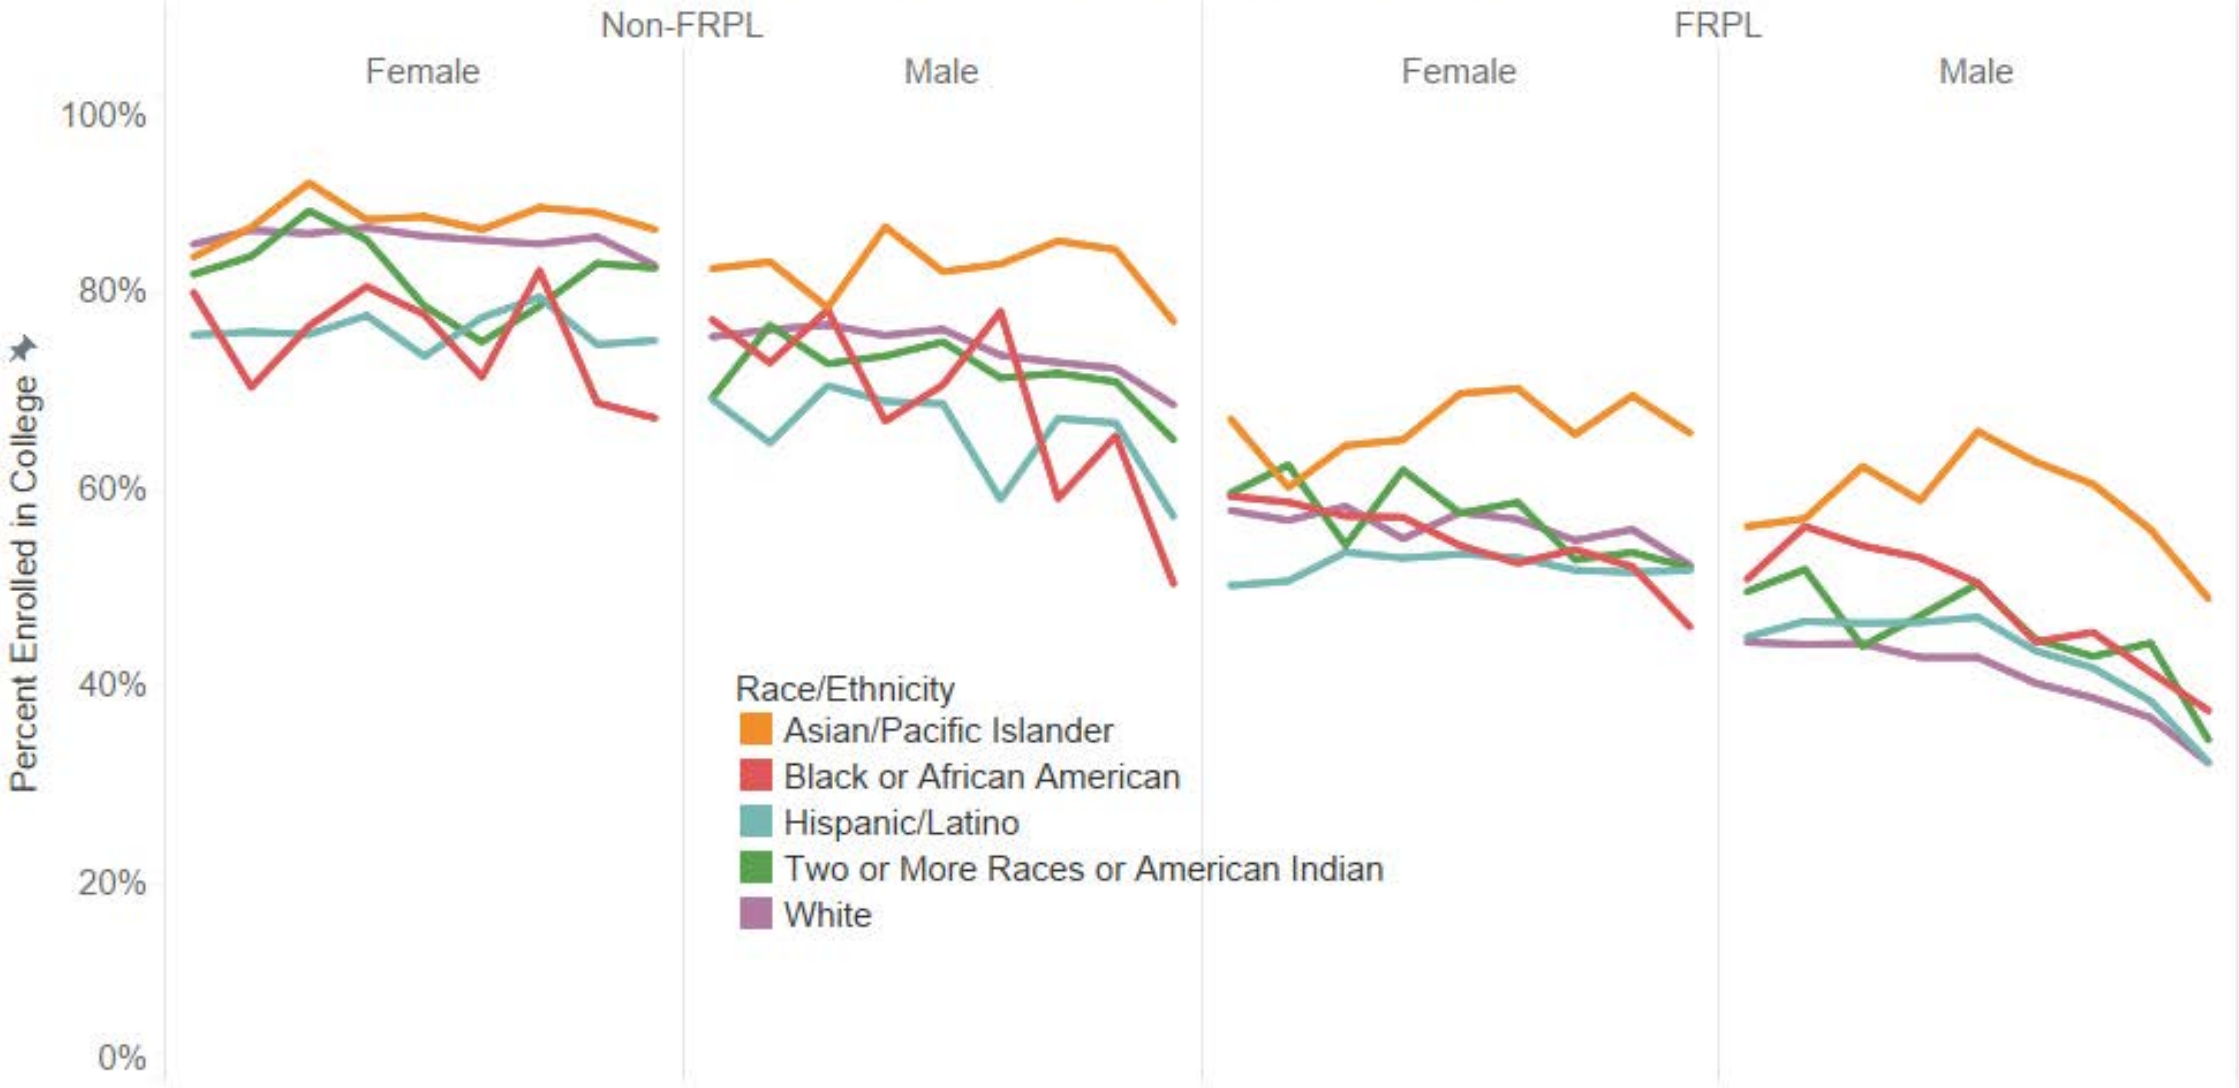 Non-FRPL
FRPL
Female
Male
Female
Male
100%
80%
60%
40%
20%
0%
Percent Enrolled in College
Race/Ethnicity
Asian/Pacific Islander
Black or African American
Hispanic/Latino
Two or More Races or American Indian
White